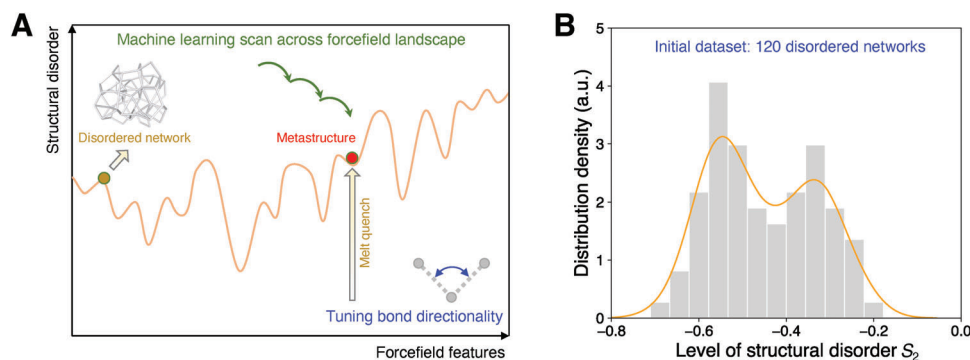 A
Structural disorder
Machine learning scan across forcefield landscape
Disordered network
Metastructure
Melt quench
Tuning bond directionality
Forcefield features
B
Distribution density (a.u.)
5
4
3
2
1
0
Initial dataset: 120 disordered networks
−0.8 −0.6 −0.4 −0.2 0.0
Level of structural disorder S₂